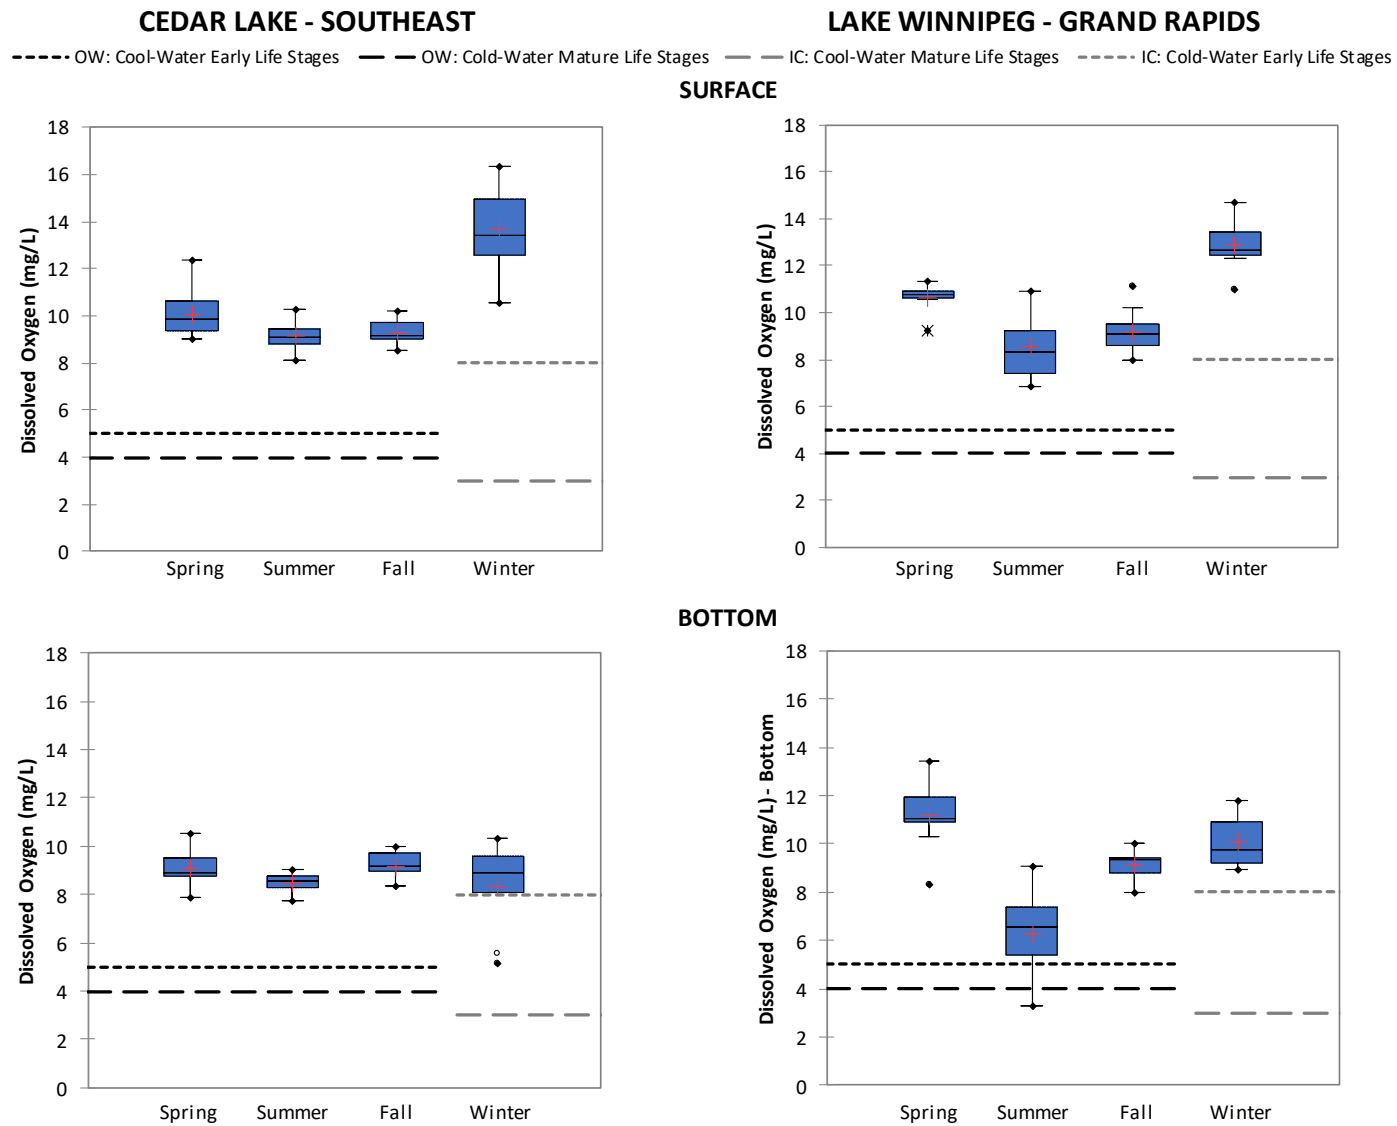 CEDAR LAKE - SOUTHEAST
LAKE WINNIPEG - GRAND RAPIDS
OW: Cool-Water Early Life Stages
OW: Cold-Water Mature Life Stages
IC: Cool-Water Mature Life Stages
IC: Cold-Water Early Life Stages
SURFACE
Dissolved Oxygen (mg/L)
18
16
14
12
10
8
6
4
2
0
Spring Summer Fall Winter
Dissolved Oxygen (mg/L)
18
16
14
12
10
8
6
4
2
0
Spring Summer Fall Winter
BOTTOM
Dissolved Oxygen (mg/L)
18
16
14
12
10
8
6
4
2
0
Spring Summer Fall Winter
Dissolved Oxygen (mg/L) - Bottom
18
16
14
12
10
8
6
4
2
0
Spring Summer Fall Winter